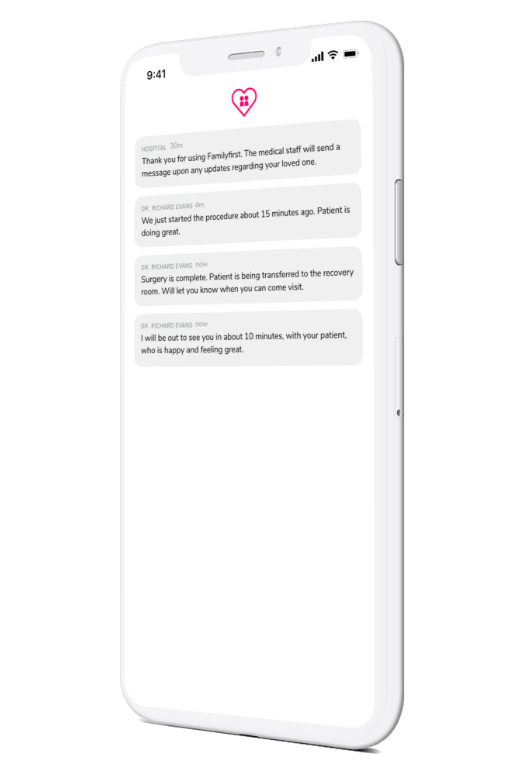 9:41
HOSPITAL 30m
Thank you for using Familyfirst. The medical staff will send a
message upon any updates regarding your loved one.
DR. RICHARD EVANS 4m
We just started the procedure about 15 minutes ago. Patient is
doing great.
DR. RICHARD EVANS now
Surgery is complete. Patient is being transferred to the recovery
room. Will let you know when you can come visit.
DR. RICHARD EVANS now
I will be out to see you in about 10 minutes, with your patient,
who is happy and feeling great.